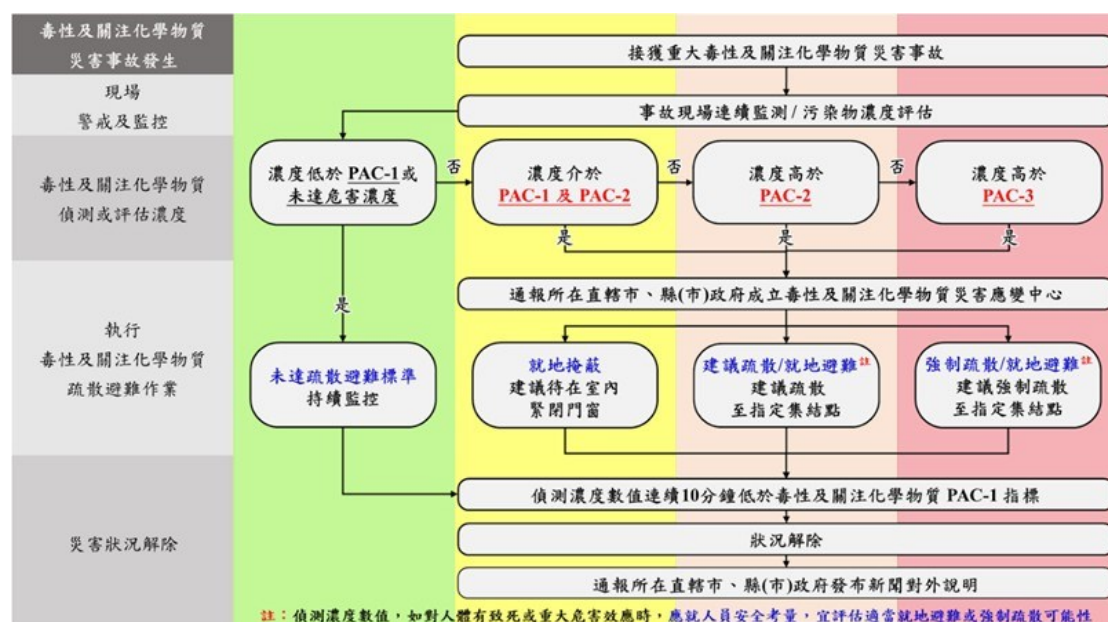 毒性及關注化學物質
災害事故發生
接獲重大毒性及關注化學物質災害事故
現場
警戒及監控
事故現場連續監測/污染物濃度評估
毒性及關注化學物質
偵測或評估濃度
濃度低於 PAC-1或
未達危害濃度
否
濃度介於
PAC-1 及 PAC-2
否
濃度高於
PAC-2
否
濃度高於
PAC-3
是
是
是
是
通報所在直轄市、縣(市)政府成立毒性及關注化學物質災害應變中心
執行
毒性及關注化學物質
疏散避難作業
未達疏散避難標準
持續監控
就地掩蔽
建議待在室內
緊閉門窗
建議疏散/就地避難註
建議疏散
至指定集結點
強制疏散/就地避難註
建議強制疏散
至指定集結點
災害狀況解除
偵測濃度數值連續10分鐘低於毒性及關注化學物質 PAC-1 指標
狀況解除
通報所在直轄市、縣(市)政府發布新聞對外說明
註：偵測濃度數值，如對人體有致死或重大危害效應時，應就人員安全考量，宜評估適當就地避難或強制疏散可能性